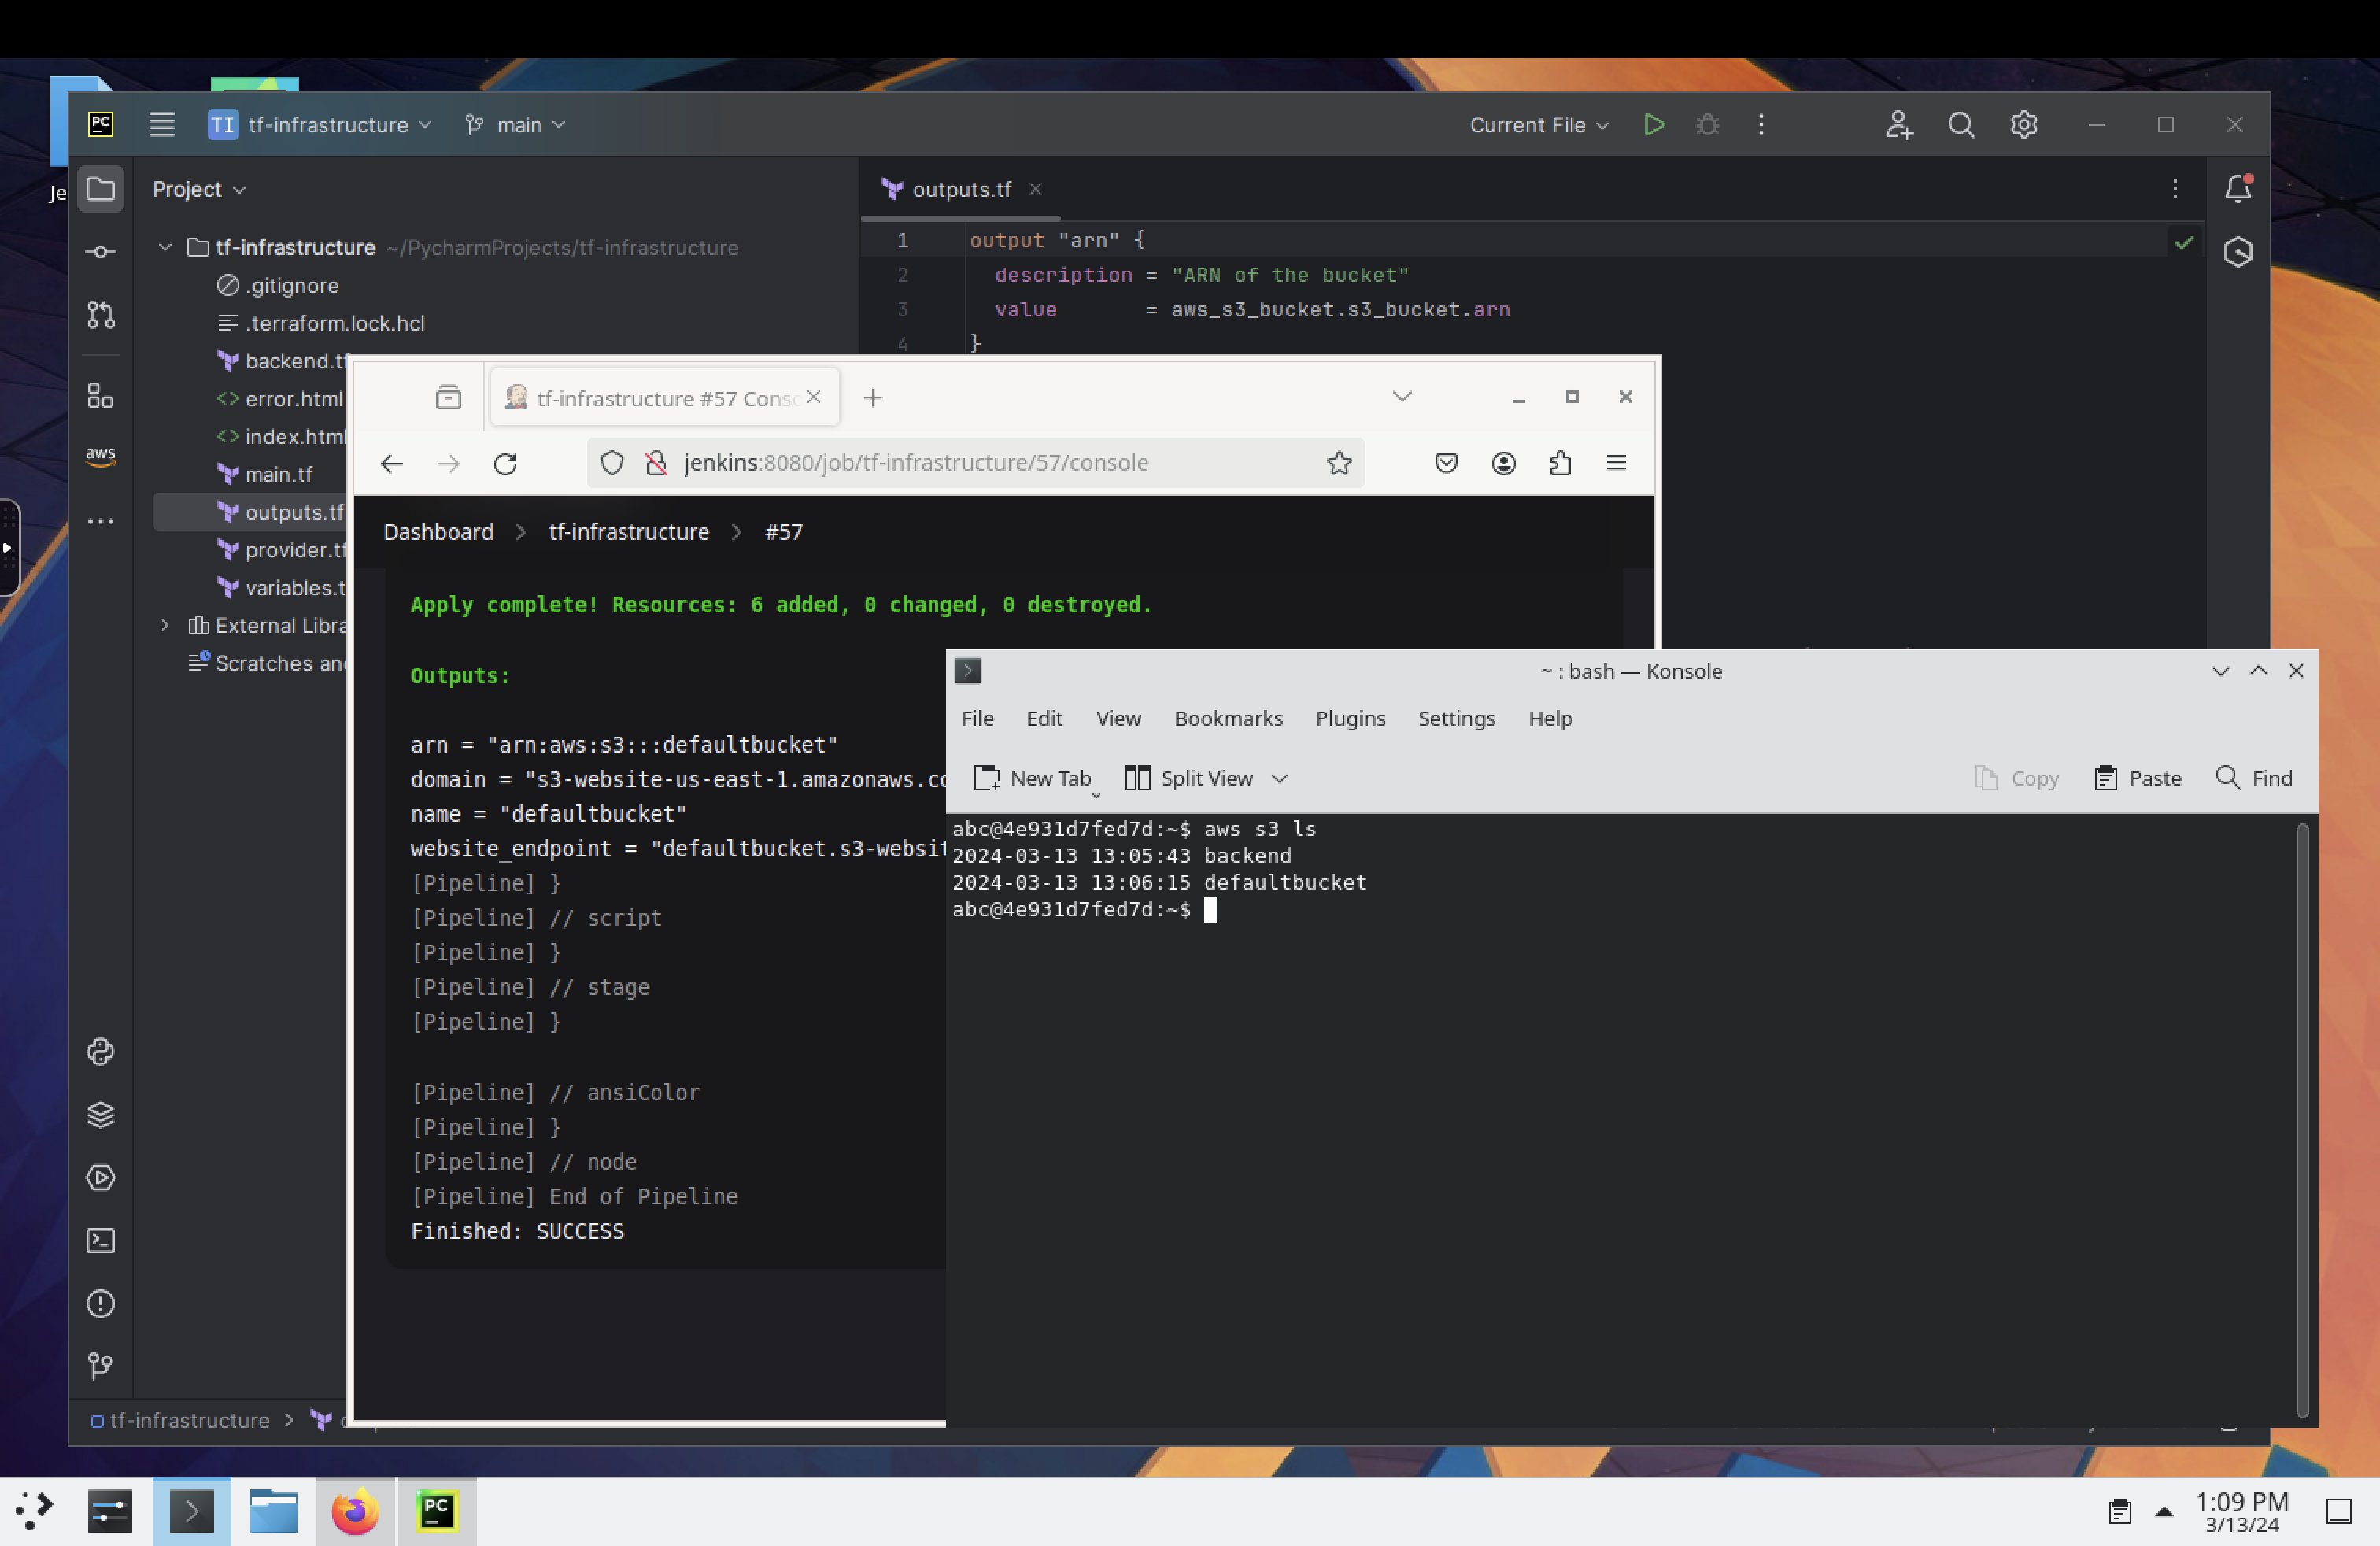 Je
PC
TI tf-infrastructure main
Current File
Project
outputs.tf
tf-infrastructure ~/PycharmProjects/tf-infrastructure
.gitignore
.terraform.lock.hcl
backend.tf
error.html
index.html
main.tf
outputs.tf
provider.tf
variables.t
External Libra
Scratches and
aws
1 output "arn" {
2 description = "ARN of the bucket"
3 value = aws_s3_bucket.s3_bucket.arn
4 }
tf-infrastructure #57 Conso
jenkins:8080/job/tf-infrastructure/57/console
Dashboard > tf-infrastructure > #57
Apply complete! Resources: 6 added, 0 changed, 0 destroyed.
Outputs:
arn = "arn:aws:s3:::defaultbucket"
domain = "s3-website-us-east-1.amazonaws.co
name = "defaultbucket"
website_endpoint = "defaultbucket.s3-websit
[Pipeline] }
[Pipeline] // script
[Pipeline] }
[Pipeline] // stage
[Pipeline] }
[Pipeline] // ansiColor
[Pipeline] }
[Pipeline] // node
[Pipeline] End of Pipeline
Finished: SUCCESS
~ : bash — Konsole
File Edit View Bookmarks Plugins Settings Help
New Tab Split View Copy Paste Find
abc@4e931d7fed7d:~$ aws s3 ls
2024-03-13 13:05:43 backend
2024-03-13 13:06:15 defaultbucket
abc@4e931d7fed7d:~$
tf-infrastructure >
PC
1:09 PM
3/13/24